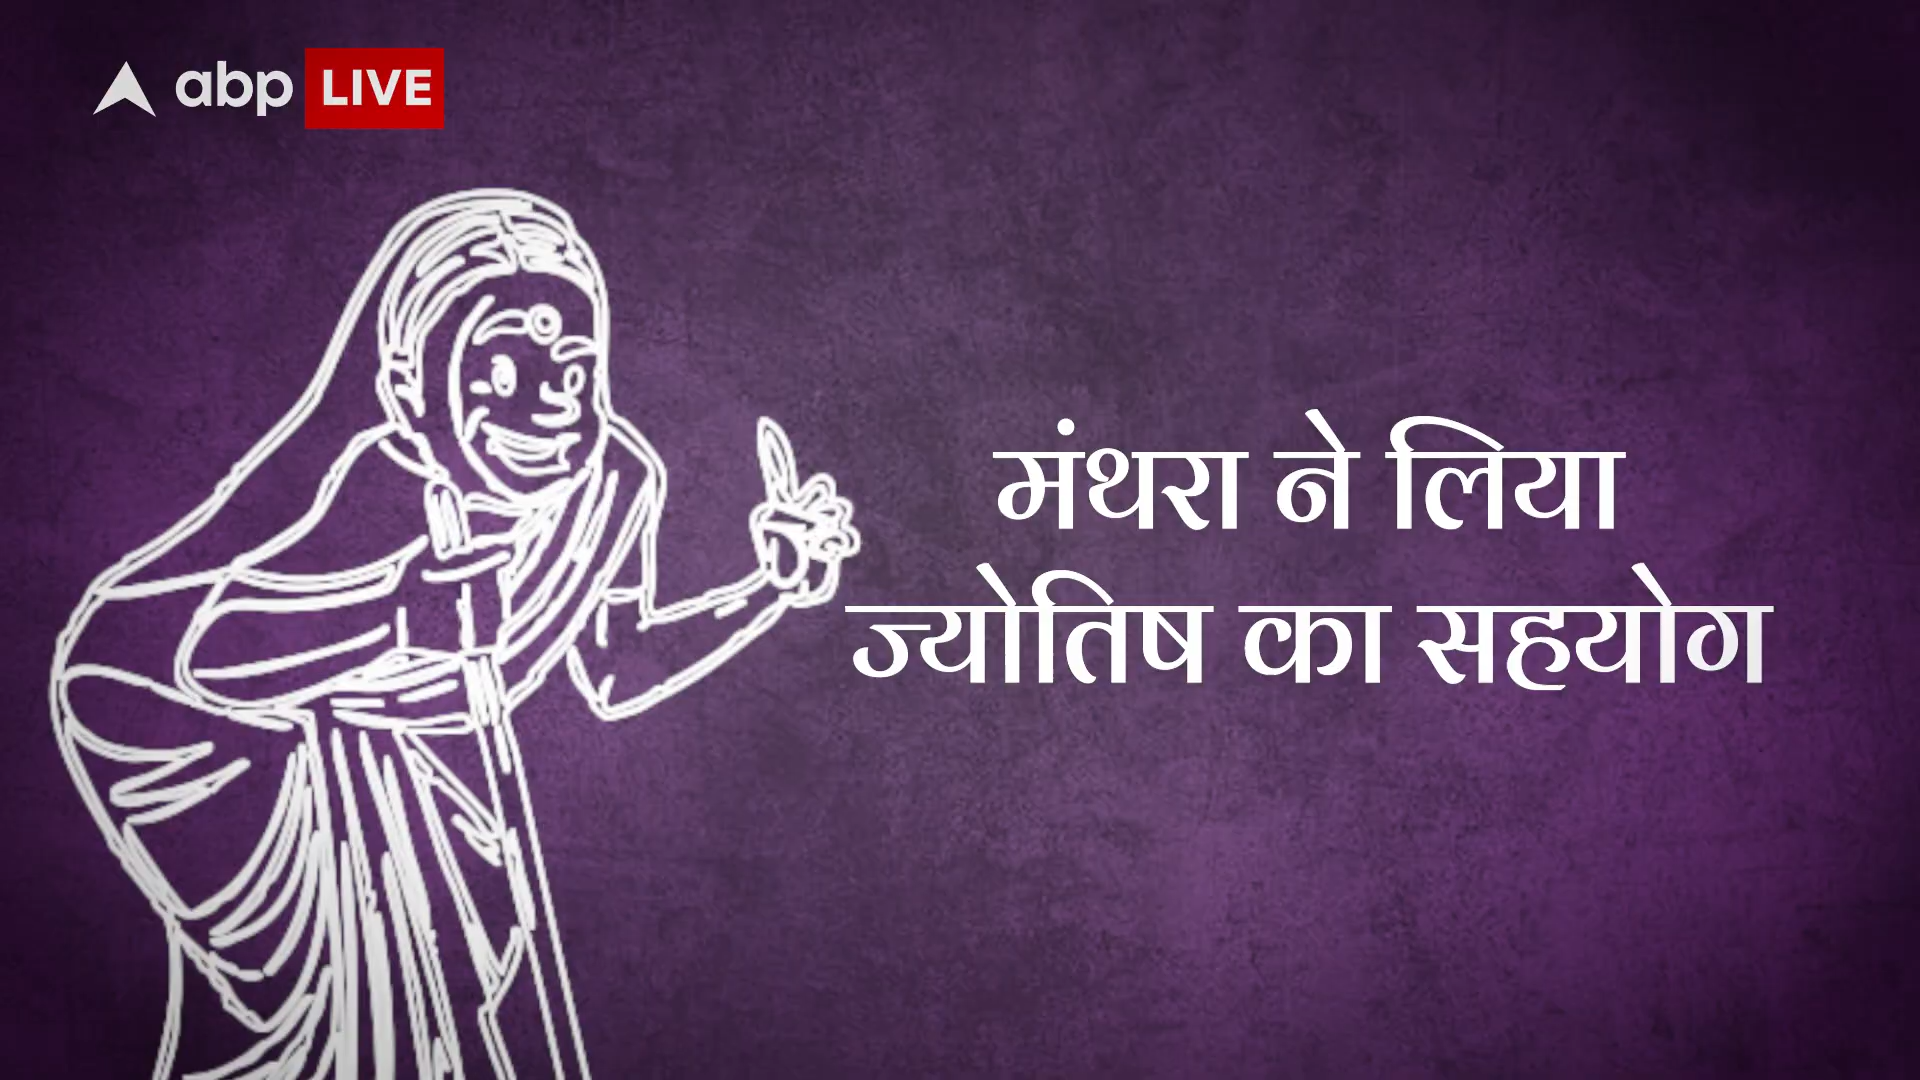 abp LIVE
मंथरा ने लिया
ज्योतिष का सहयोग